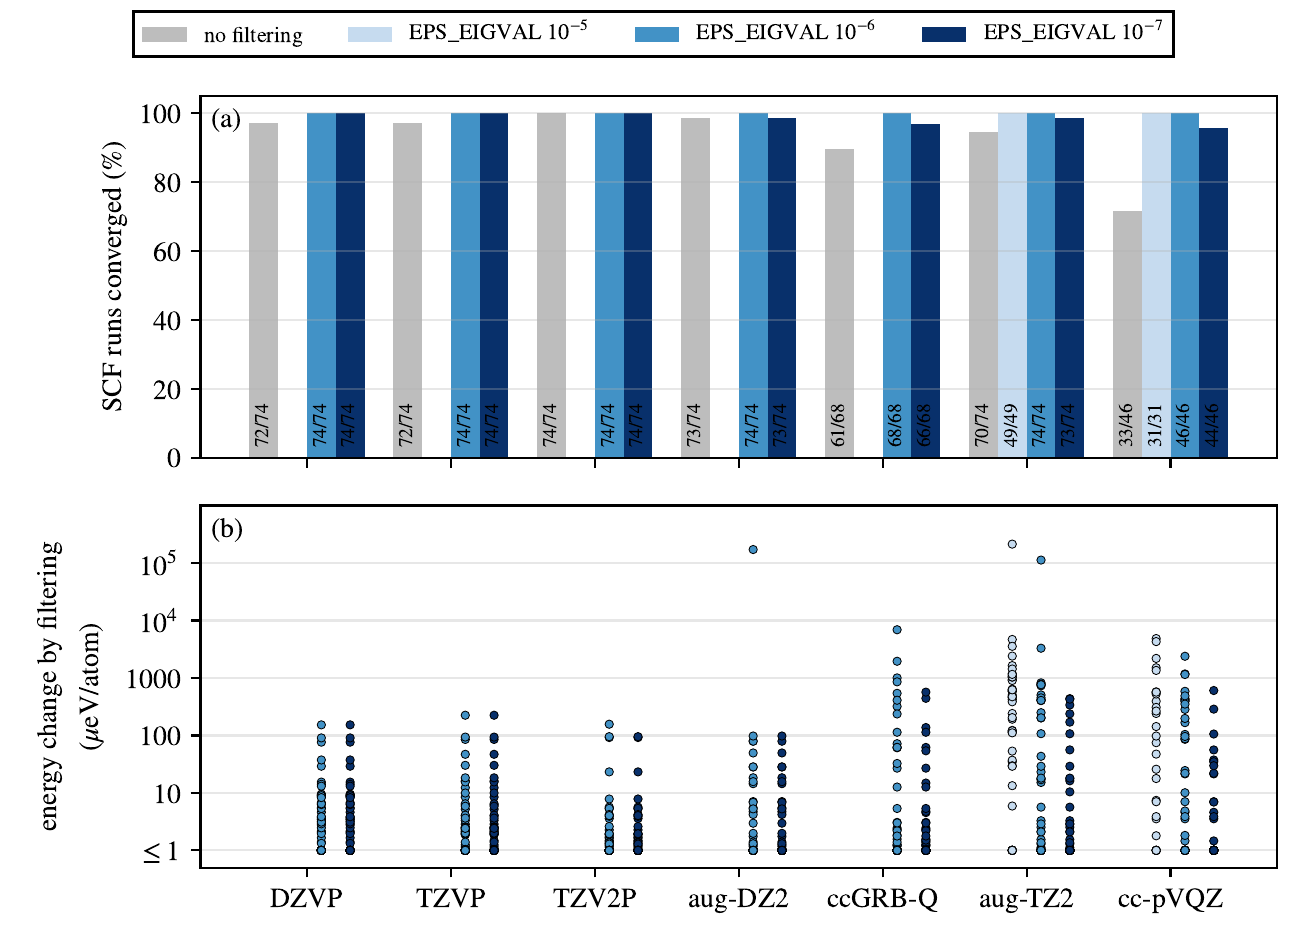 no filtering
EPS_EIGVAL 10⁻⁵
EPS_EIGVAL 10⁻⁶
EPS_EIGVAL 10⁻⁷
(a)
SCF runs converged (%)
100
80
60
40
20
0
72/74
74/74
74/74
72/74
74/74
74/74
74/74
74/74
74/74
73/74
74/74
73/74
61/68
68/68
66/68
70/74
49/49
74/74
73/74
33/46
31/31
46/46
44/46
(b)
energy change by filtering
(μeV/atom)
10⁵
10⁴
1000
100
10
≤ 1
DZVP
TZVP
TZV2P
aug-DZ2
ccGRB-Q
aug-TZ2
cc-pVQZ